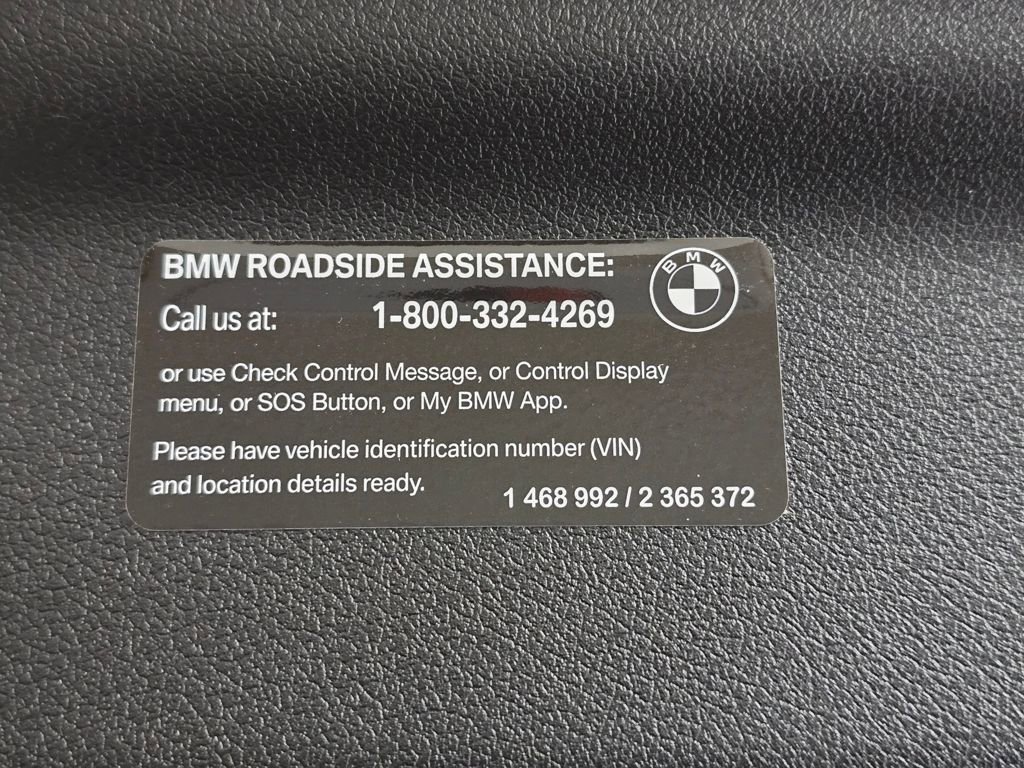 BMW ROADSIDE ASSISTANCE:
BMW
Call us at: 1-800-332-4269
or use Check Control Message, or Control Display
menu, or SOS Button, or My BMW App.
Please have vehicle identification number (VIN)
and location details ready.
1 468 992 / 2 365 372